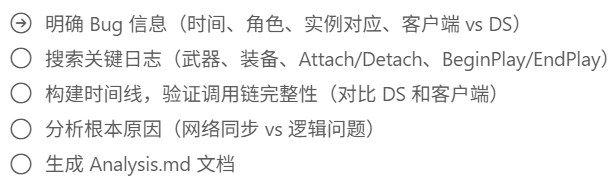 明确 Bug 信息（时间、角色、实例对应、客户端 vs DS）
搜索关键日志（武器、装备、Attach/Detach、BeginPlay/EndPlay）
构建时间线，验证调用链完整性（对比 DS 和客户端）
分析根本原因（网络同步 vs 逻辑问题）
生成 Analysis.md 文档